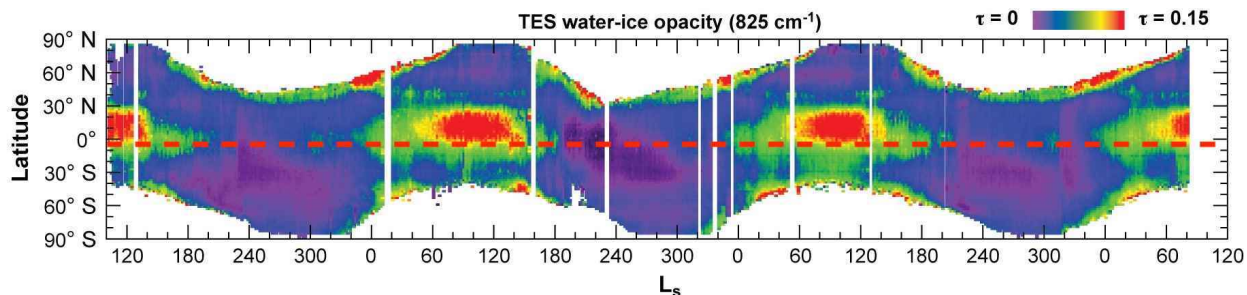 TES water-ice opacity (825 cm⁻¹)
τ = 0 τ = 0.15
Latitude
90° N
60° N
30° N
0°
30° S
60° S
90° S
120 180 240 300 0 60 120 180 240 300 0 60 120 180 240 300 0 60 120
Lₛ